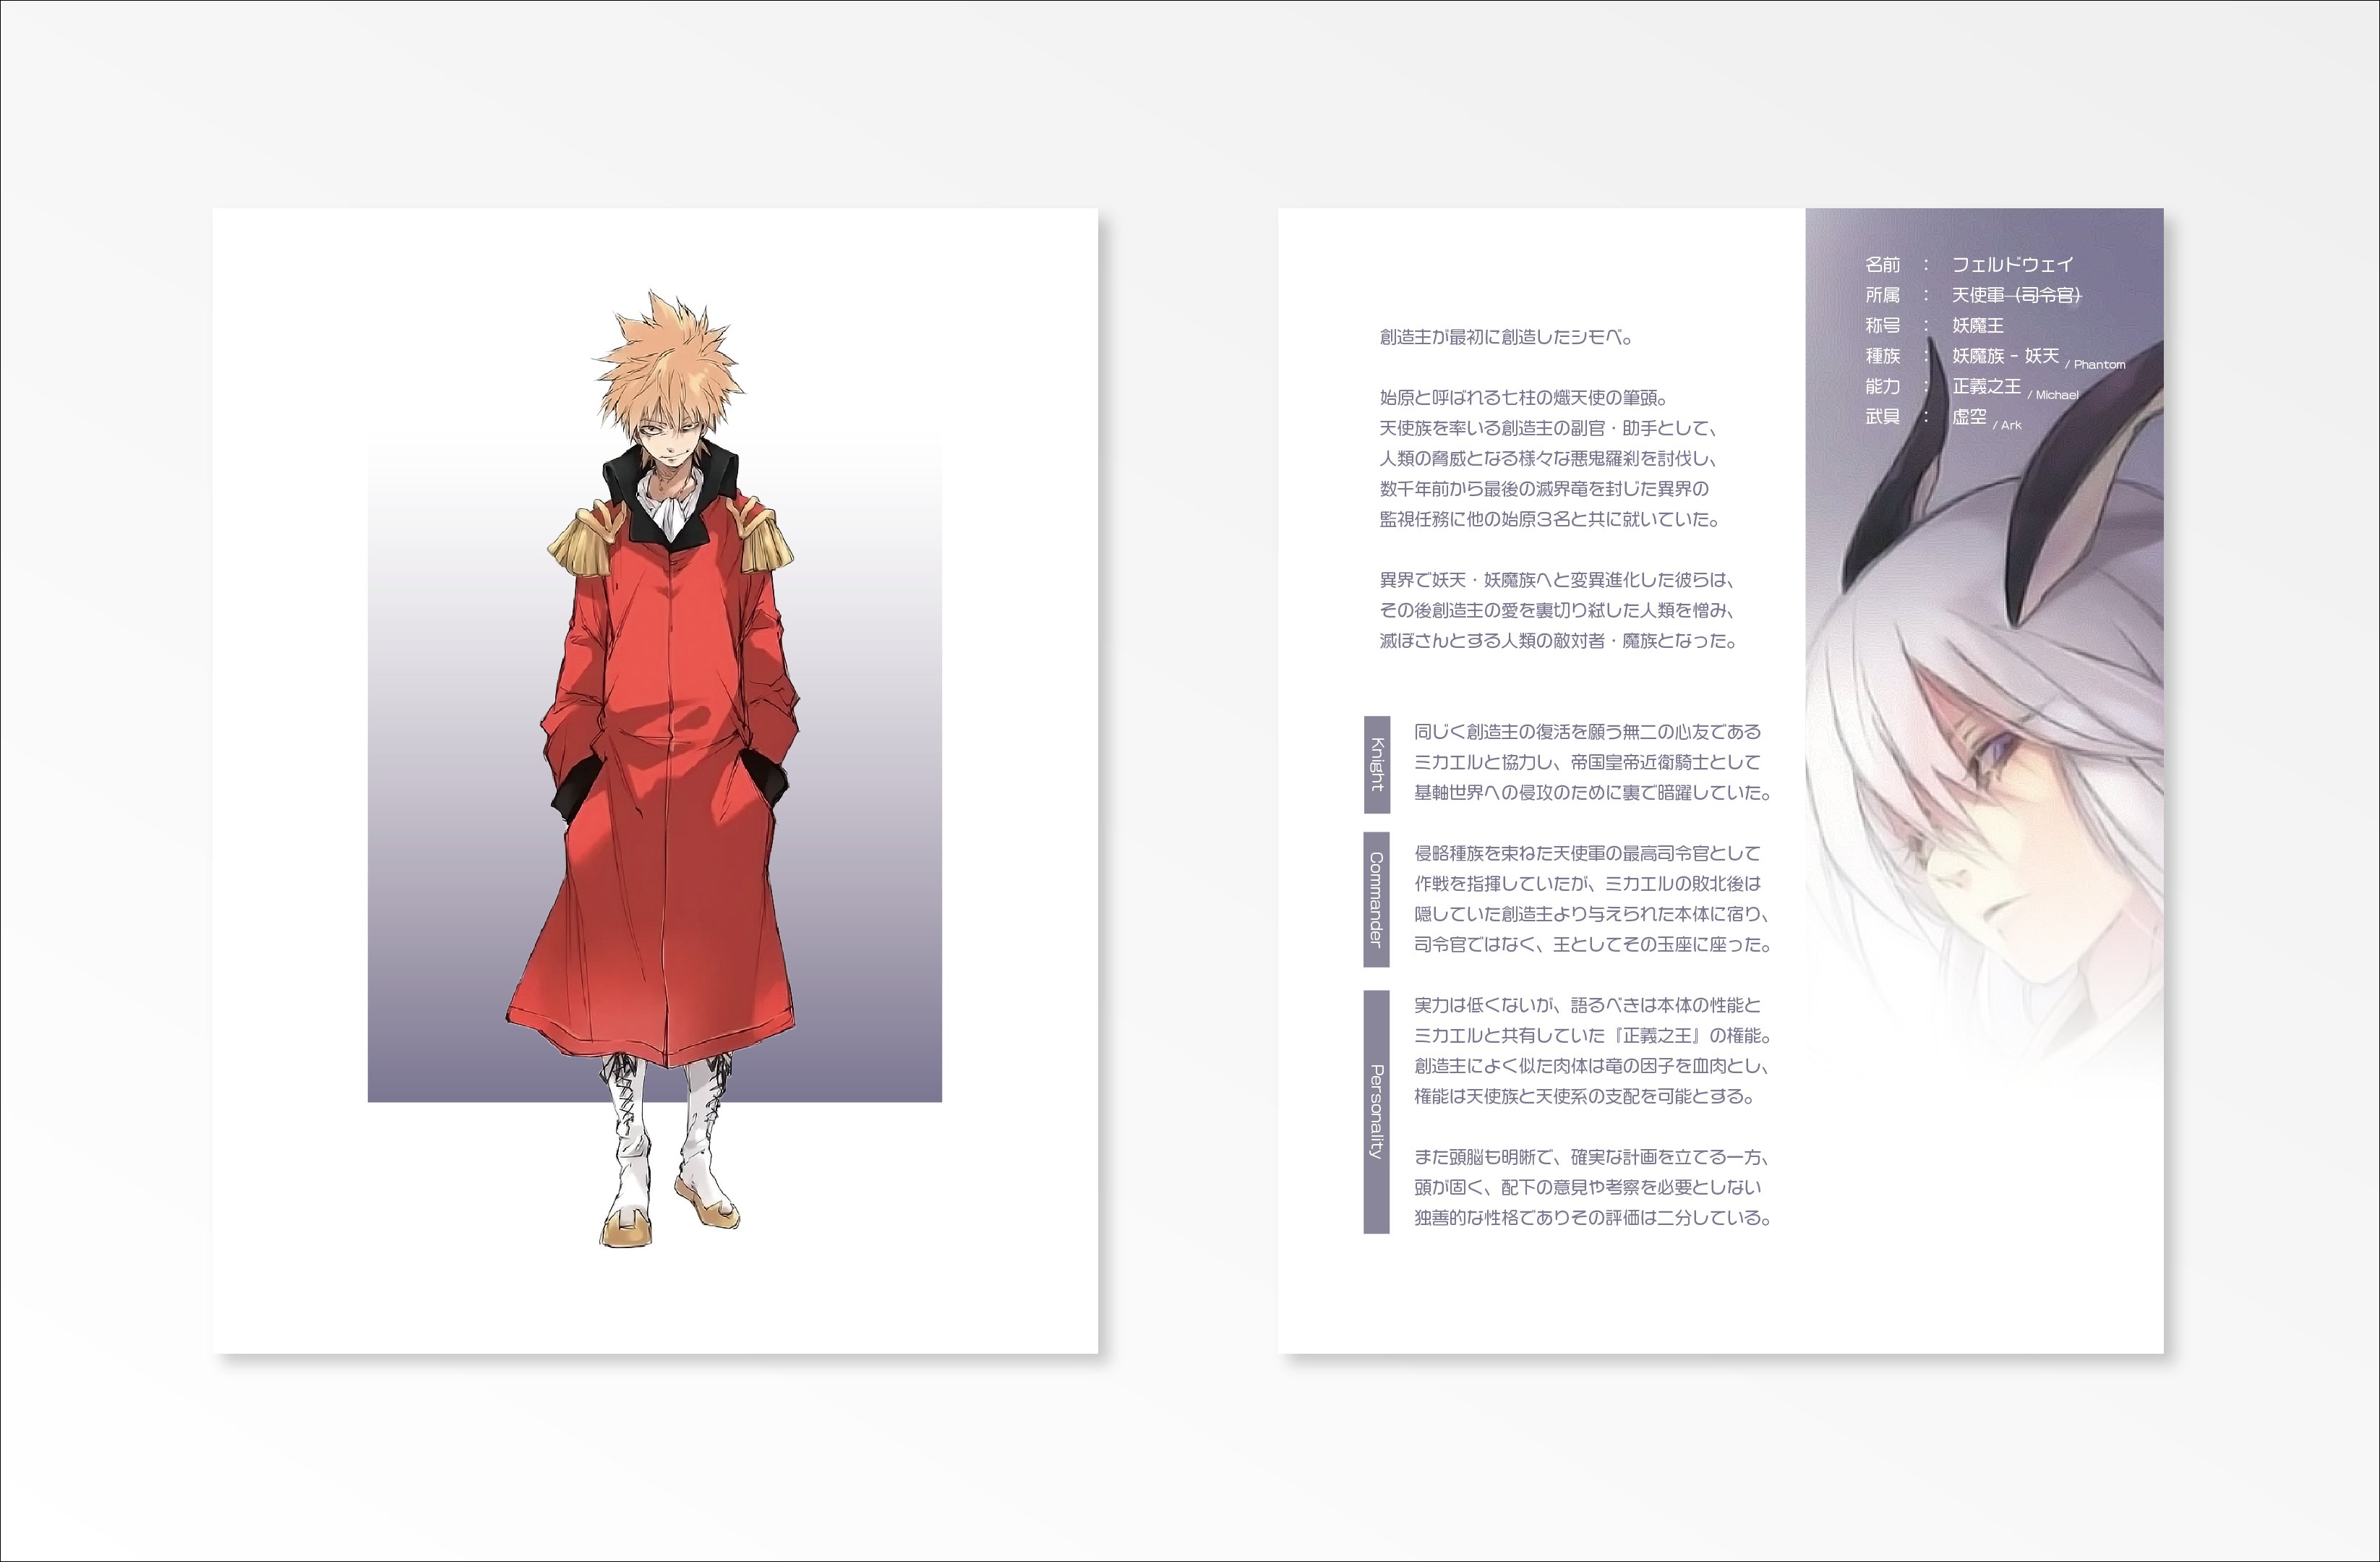 創造主が最初に創造したシモベ。
始原と呼ばれる七柱の熾天使の筆頭。
天使族を率いる創造主の副官・助手として、
人類の脅威となる様々な悪鬼羅刹を討伐し、
数千年前から最後の滅界竜を封じた異界の
監視任務に他の始原3名と共に就いていた。
異界で妖天・妖魔族へと変異進化した彼らは、
その後創造主の愛を裏切り弑した人類を憎み、
滅ぼさんとする人類の敵対者・魔族となった。
Knight
同じく創造主の復活を願う無二の心友である
ミカエルと協力し、帝国皇帝近衛騎士として
基軸世界への侵攻のために裏で暗躍していた。
Commander
侵略種族を束ねた天使軍の最高司令官として
作戦を指揮していたが、ミカエルの敗北後は
隠していた創造主より与えられた本体に宿り、
司令官ではなく、王としてその玉座に座った。
Personality
実力は低くないが、語るべきは本体の性能と
ミカエルと共有していた『正義之王』の権能。
創造主によく似た肉体は竜の因子を血肉とし、
権能は天使族と天使系の支配を可能とする。
また頭脳も明晰で、確実な計画を立てる一方、
頭が固く、配下の意見や考察を必要としない
独善的な性格でありその評価は二分している。
名前 : フェルドウェイ
所属 : 天使軍（司令官）
称号 : 妖魔王
種族 : 妖魔族 - 妖天 / Phantom
能力 : 正義之王 / Michael
武具 : 虚空 / Ark